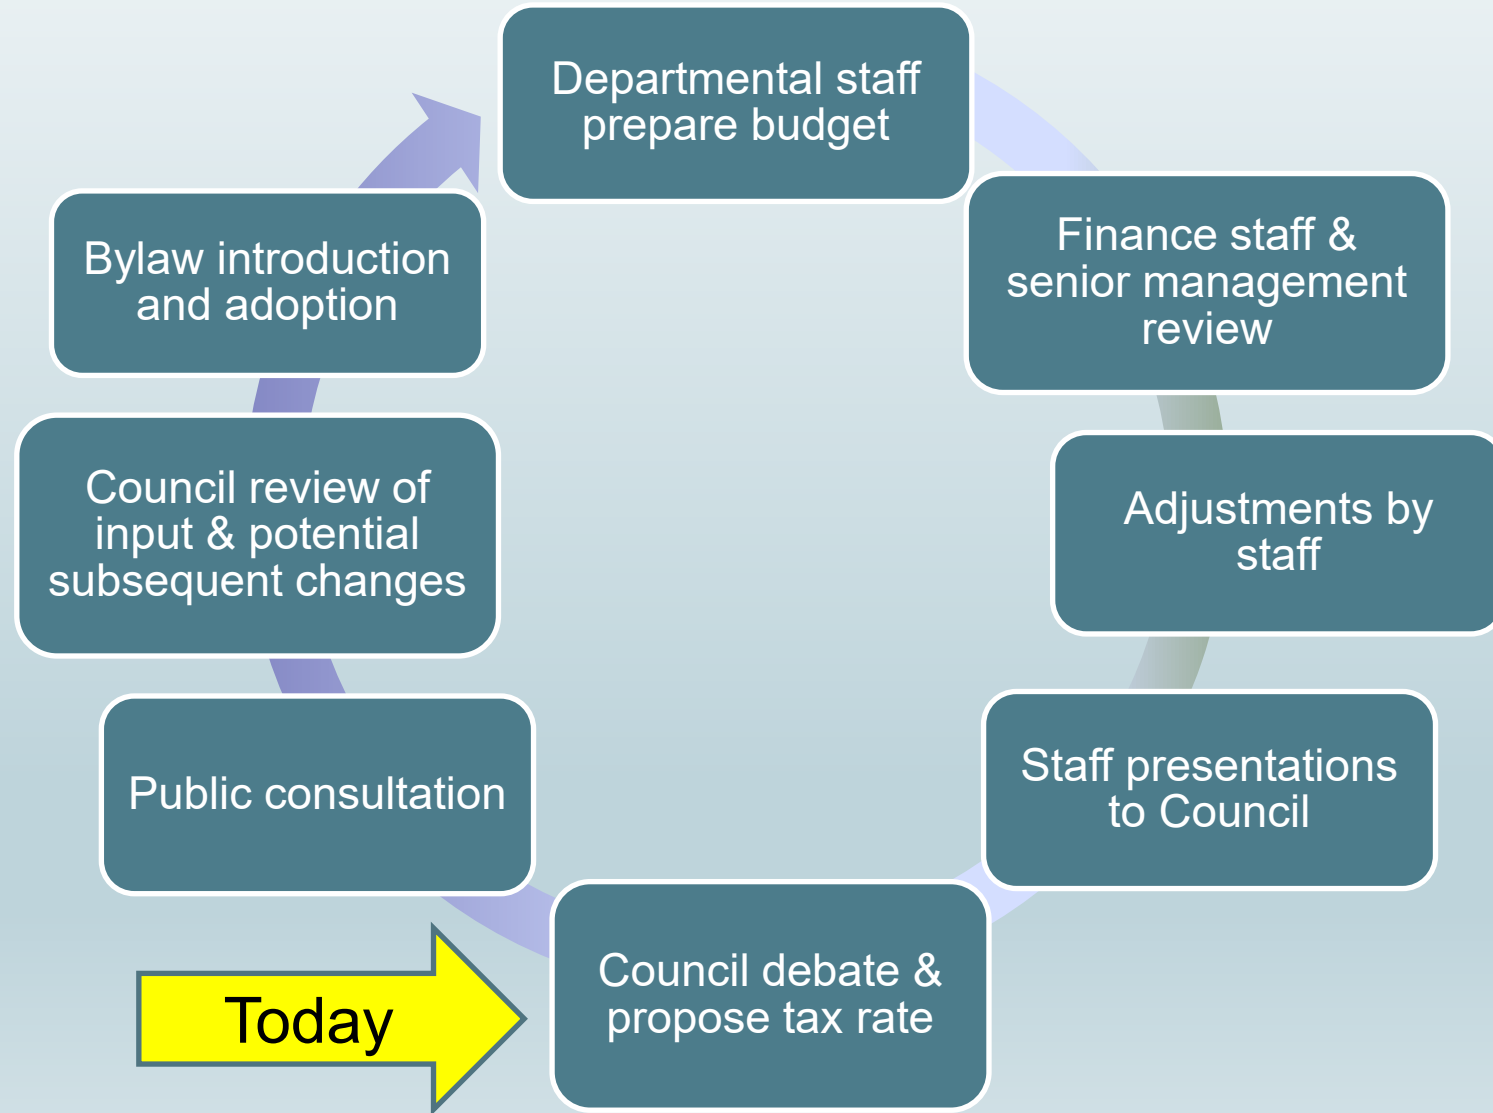 Departmental staff
prepare budget
Finance staff &
senior management
review
Adjustments by
staff
Staff presentations
to Council
Council debate &
propose tax rate
Today
Public consultation
Council review of
input & potential
subsequent changes
Bylaw introduction
and adoption